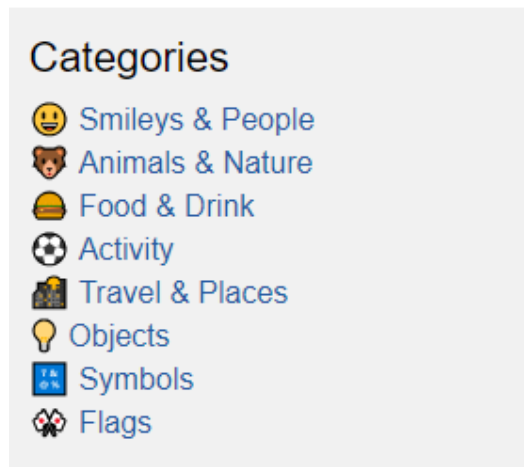 Categories
😃 Smileys & People
🐻 Animals & Nature
🍔 Food & Drink
⚽ Activity
🌇 Travel & Places
💡 Objects
🔣 Symbols
🎌 Flags